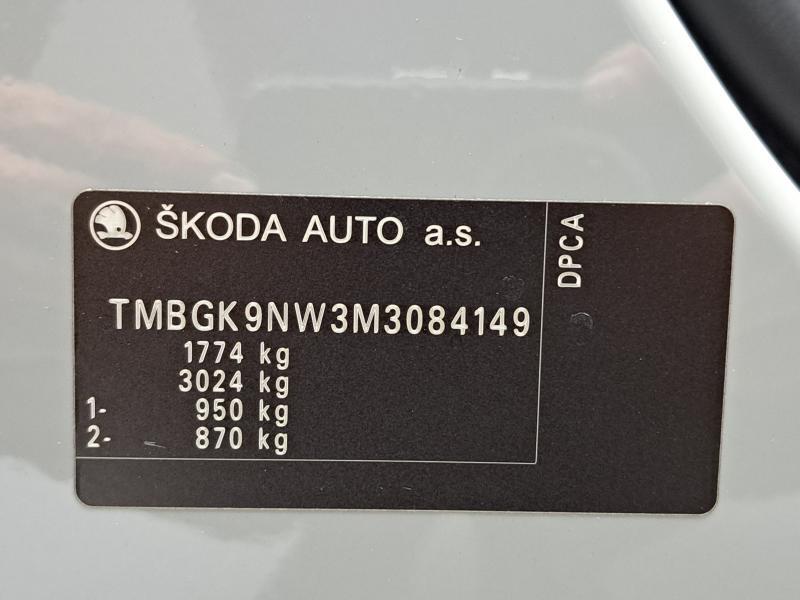 ŠKODA AUTO a.s.
DPCA
TMBGK9NW3M3084149
1774 kg
3024 kg
1- 950 kg
2- 870 kg